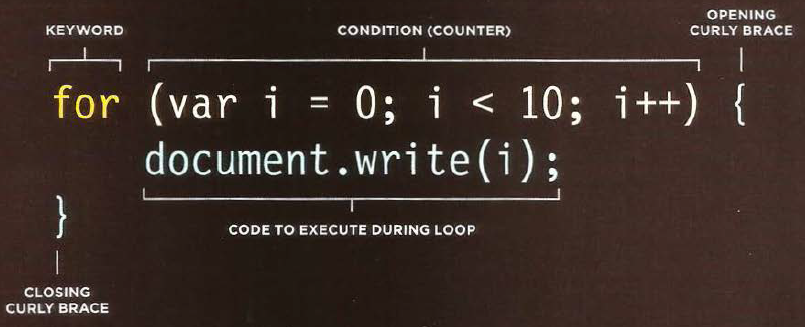 KEYWORD
CONDITION (COUNTER)
OPENING
CURLY BRACE
for (var i = 0; i < 10; i++) {
document.write(i);
}
CODE TO EXECUTE DURING LOOP
CLOSING
CURLY BRACE